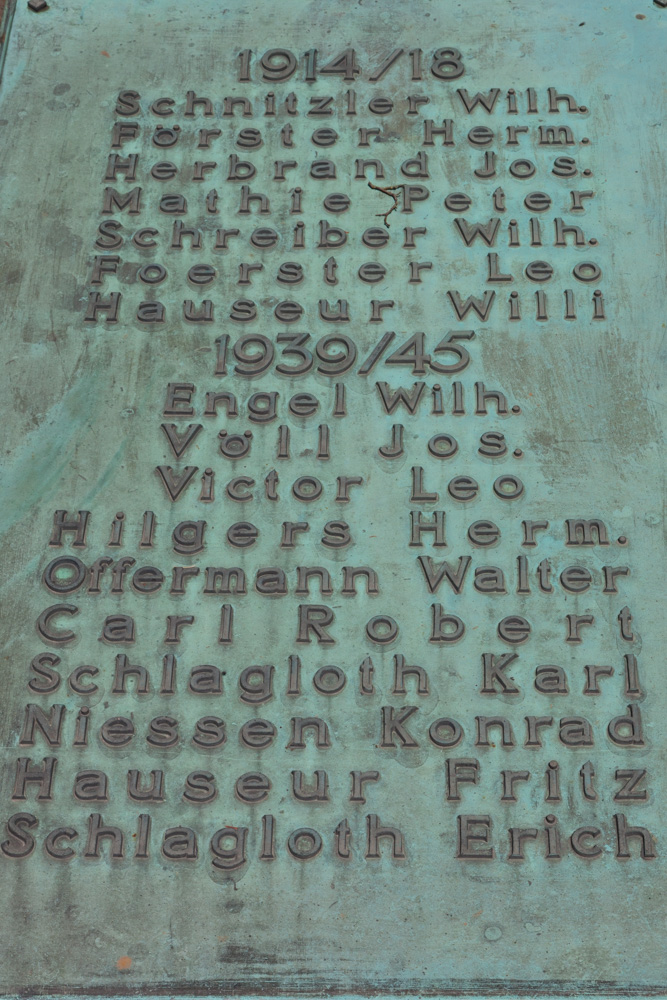 1914/18
Schnitzler Wilh.
Förster Herm.
Herbrand Jos.
Mathie Peter
Schreiber Wilh.
Foerster Leo
Hauseur Willi
1939/45
Engel Wilh.
Völl Jos.
Victor Leo
Hilgers Herm.
Offermann Walter
Carl Robert
Schlagloth Karl
Niessen Konrad
Hauseur Fritz
Schlagloth Erich